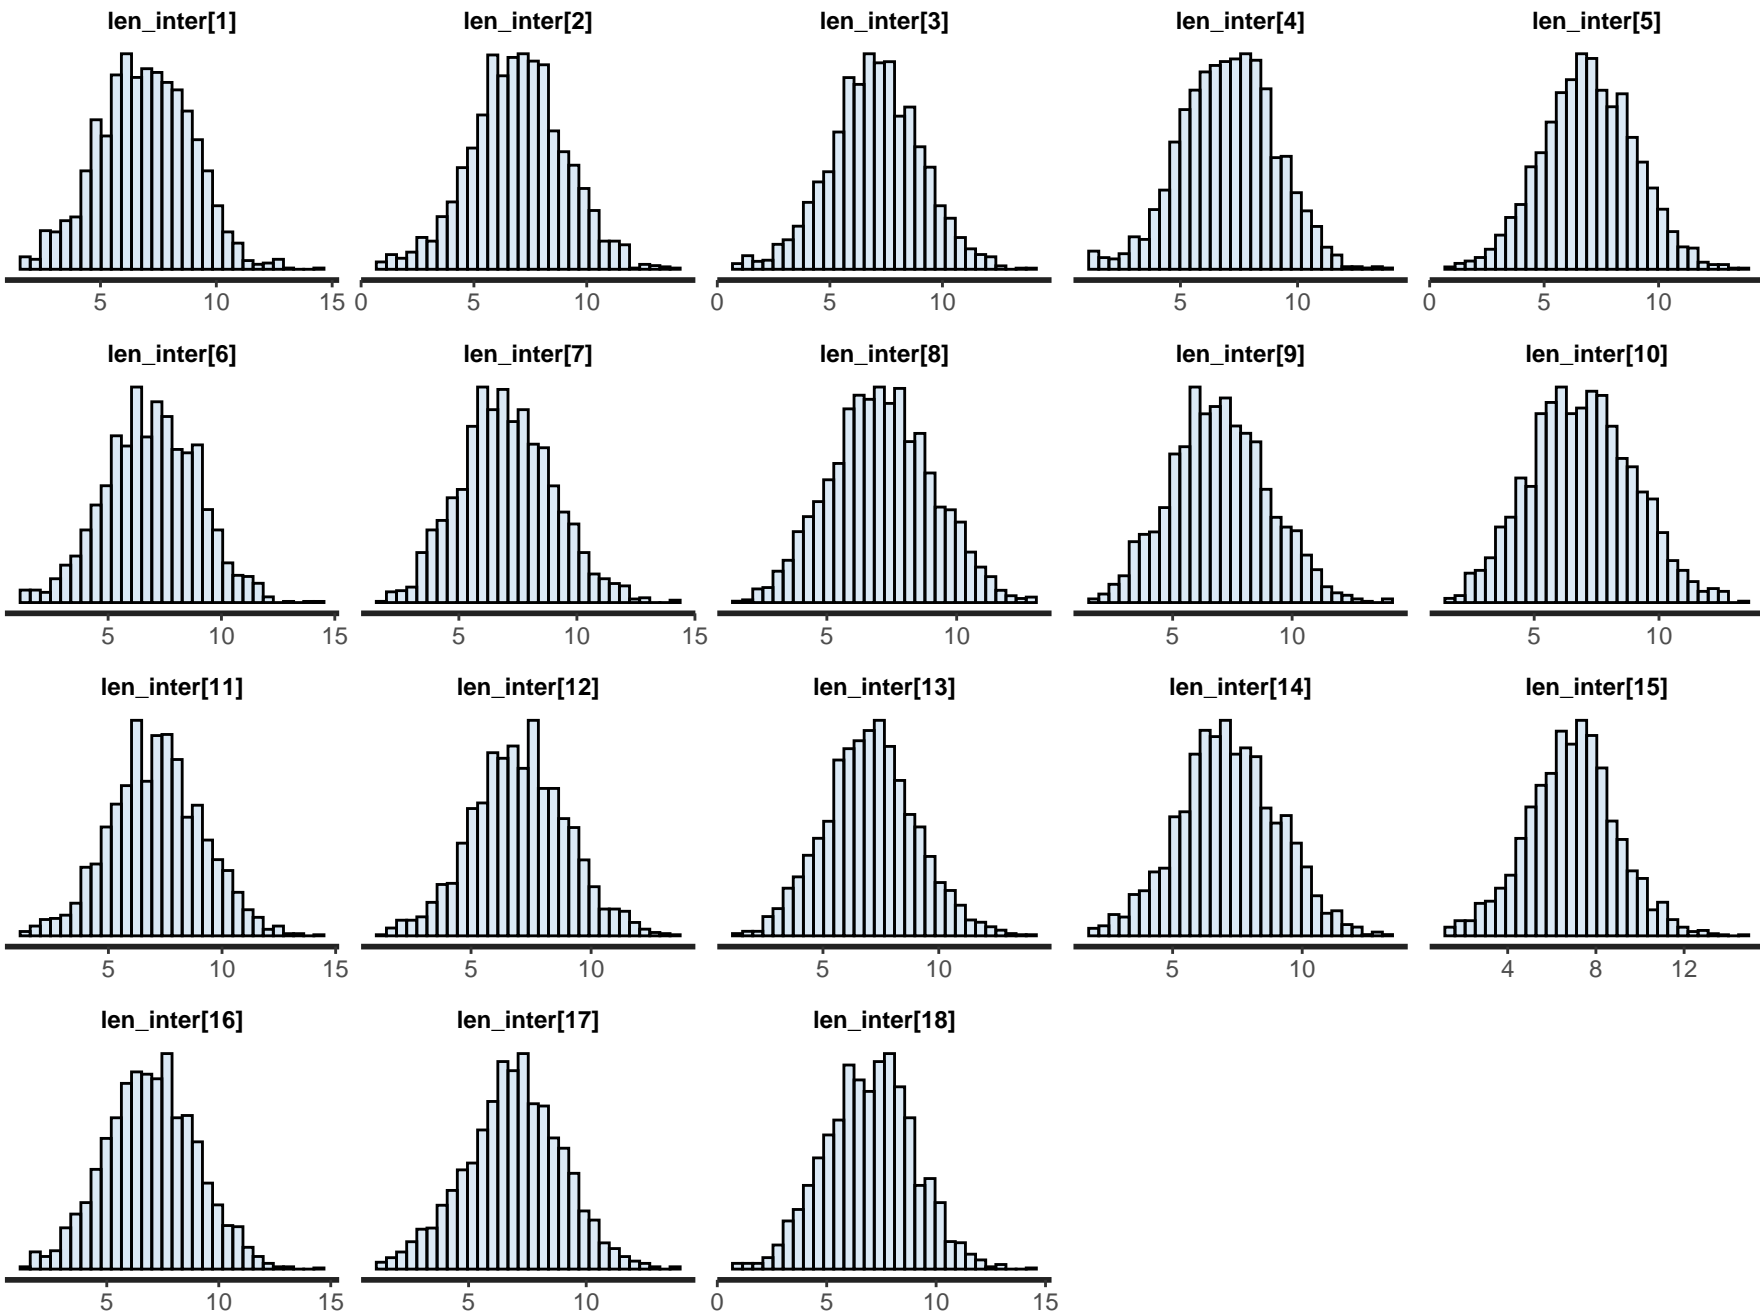 len_inter[1] len_inter[2] len_inter[3] len_inter[4] len_inter[5]
5 10 15 0 5 10 0 5 10 5 10 0 5 10
len_inter[6] len_inter[7] len_inter[8] len_inter[9] len_inter[10]
5 10 15 5 10 15 5 10 5 10 5 10
len_inter[11] len_inter[12] len_inter[13] len_inter[14] len_inter[15]
5 10 15 5 10 5 10 5 10 4 8 12
len_inter[16] len_inter[17] len_inter[18]
5 10 15 5 10 0 5 10 15